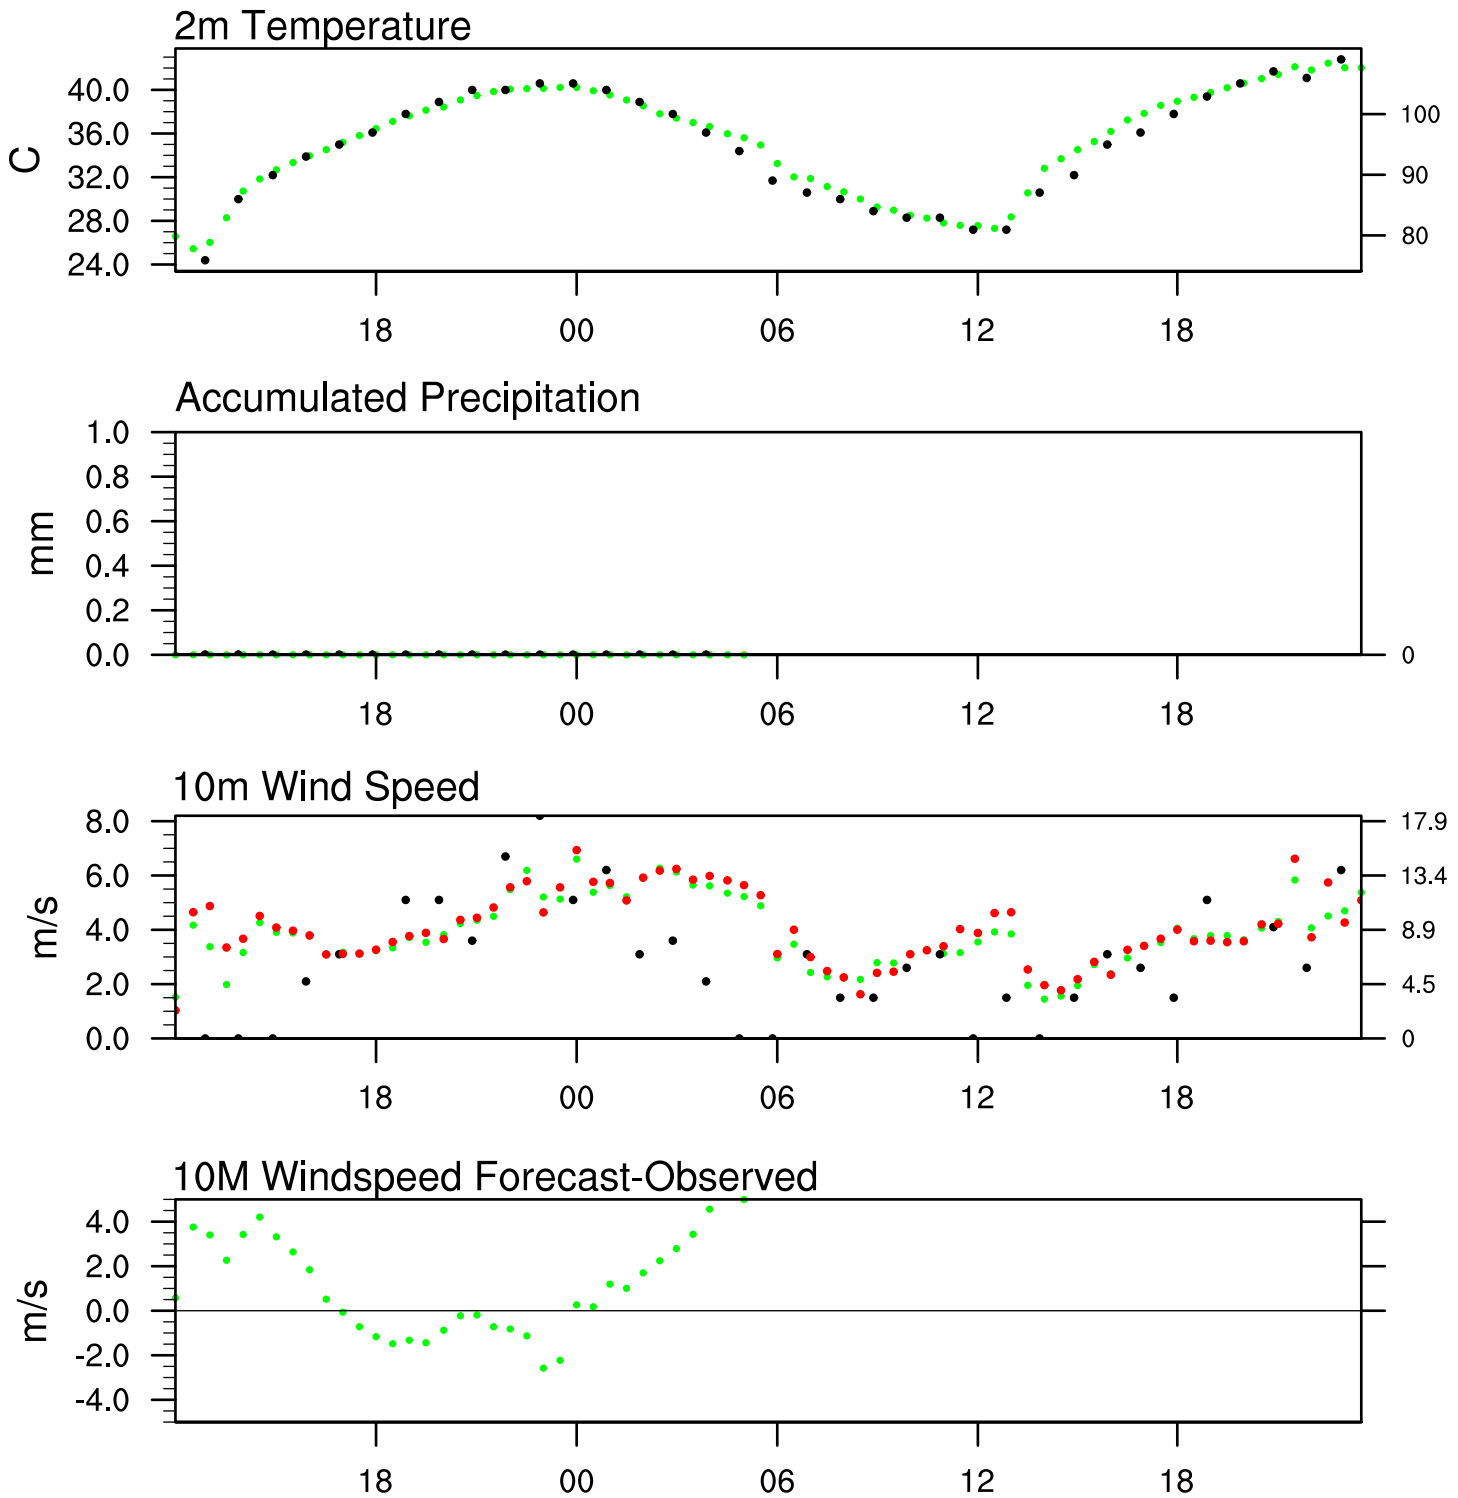 2m Temperature
C
40.0
36.0
32.0
28.0
24.0
100
90
80
18 00 06 12 18
Accumulated Precipitation
mm
1.0
0.8
0.6
0.4
0.2
0.0
0
18 00 06 12 18
10m Wind Speed
m/s
8.0
6.0
4.0
2.0
0.0
17.9
13.4
8.9
4.5
0
18 00 06 12 18
10M Windspeed Forecast-Observed
m/s
4.0
2.0
0.0
-2.0
-4.0
18 00 06 12 18